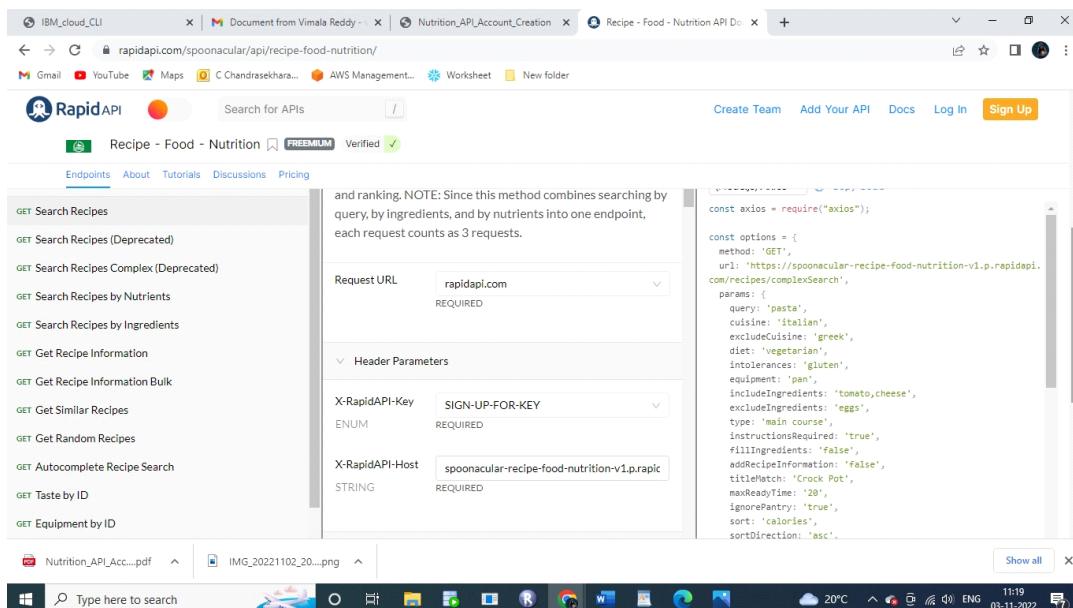 IBM_cloud_CLI
Document from Vimala Reddy -
Nutrition_API_Account_Creation
Recipe - Food - Nutrition API Do
rapidapi.com/spoonacular/api/recipe-food-nutrition/
Gmail YouTube Maps C Chandrasekhara... AWS Management... Worksheet New folder
Rapid API
Search for APIs /
Create Team Add Your API Docs Log In Sign Up
Recipe - Food - Nutrition FREEMIUM Verified ✓
Endpoints About Tutorials Discussions Pricing
GET Search Recipes
GET Search Recipes (Deprecated)
GET Search Recipes Complex (Deprecated)
GET Search Recipes by Nutrients
GET Search Recipes by Ingredients
GET Get Recipe Information
GET Get Recipe Information Bulk
GET Get Similar Recipes
GET Get Random Recipes
GET Autocomplete Recipe Search
GET Taste by ID
GET Equipment by ID
and ranking. NOTE: Since this method combines searching by
query, by ingredients, and by nutrients into one endpoint,
each request counts as 3 requests.
Request URL
rapidapi.com
REQUIRED
Header Parameters
X-RapidAPI-Key
SIGN-UP-FOR-KEY
ENUM
REQUIRED
X-RapidAPI-Host
spoonacular-recipe-food-nutrition-v1.p.rapic
STRING
REQUIRED
const axios = require("axios");
const options = {
method: 'GET',
url: 'https://spoonacular-recipe-food-nutrition-v1.p.rapidapi.
com/recipes/complexSearch',
params: {
query: 'pasta',
cuisine: 'italian',
excludeCuisine: 'greek',
diet: 'vegetarian',
intolerances: 'gluten',
equipment: 'pan',
includeIngredients: 'tomato,cheese',
excludeIngredients: 'eggs',
type: 'main course',
instructionsRequired: 'true',
fillIngredients: 'false',
addRecipeInformation: 'false',
titleMatch: 'Crock Pot',
maxReadyTime: '20',
ignorePantry: 'true',
sort: 'calories',
sortDirection: 'asc',
Nutrition_API_Acc....pdf
IMG_20221102_20....png
Show all
Type here to search
20°C
ENG
11:19
03-11-2022